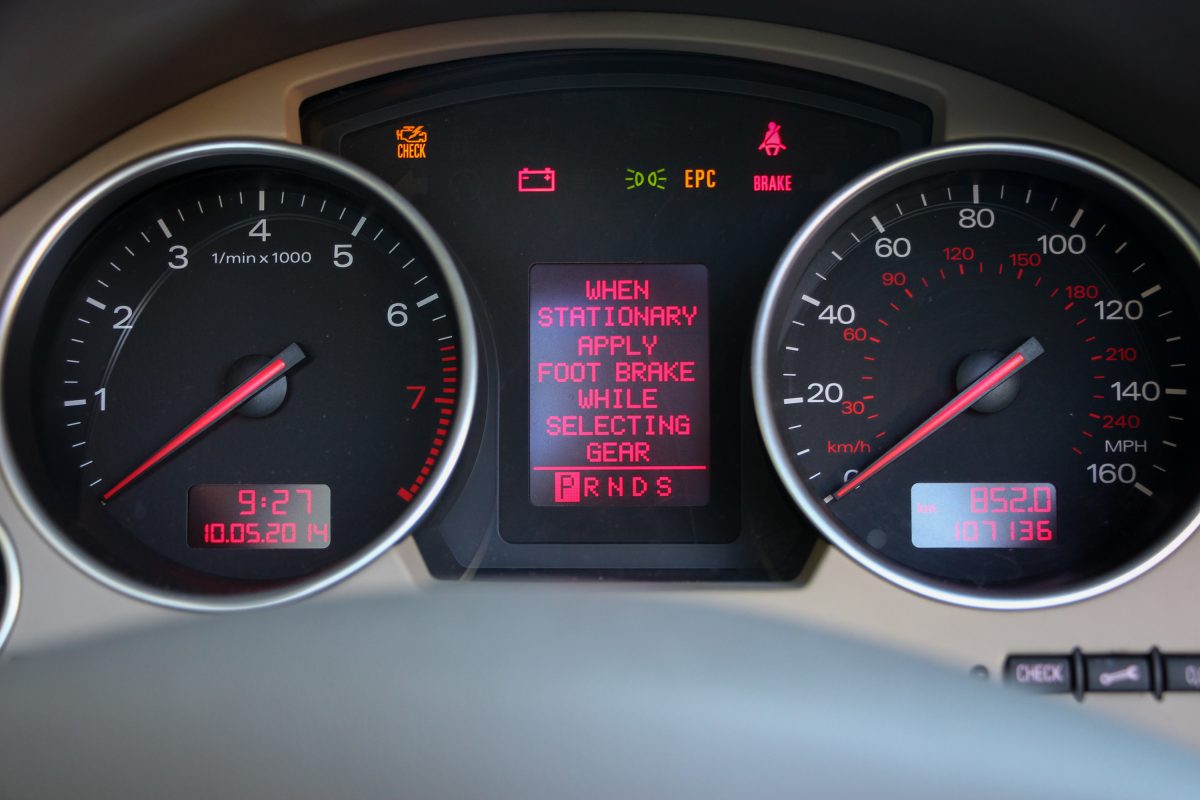 CHECK
EPC
BRAKE
1
2
3
4
5
6
7
1/min x 1000
9:27
10.05.2014
WHEN
STATIONARY
APPLY
FOOT BRAKE
WHILE
SELECTING
GEAR
P R N D S
0
20
40
60
80
100
120
140
160
MPH
30
60
90
120
150
180
210
240
km/h
km 852.0
107136
CHECK